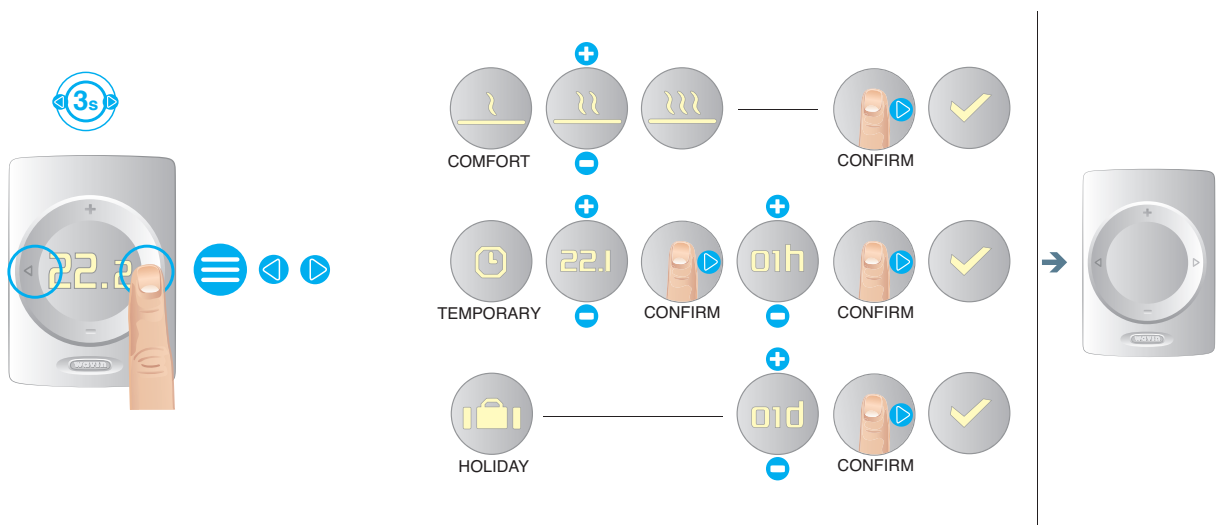 3s
22.2
wavin
COMFORT
CONFIRM
22.1
01h
TEMPORARY
CONFIRM
CONFIRM
wavin
01d
HOLIDAY
CONFIRM